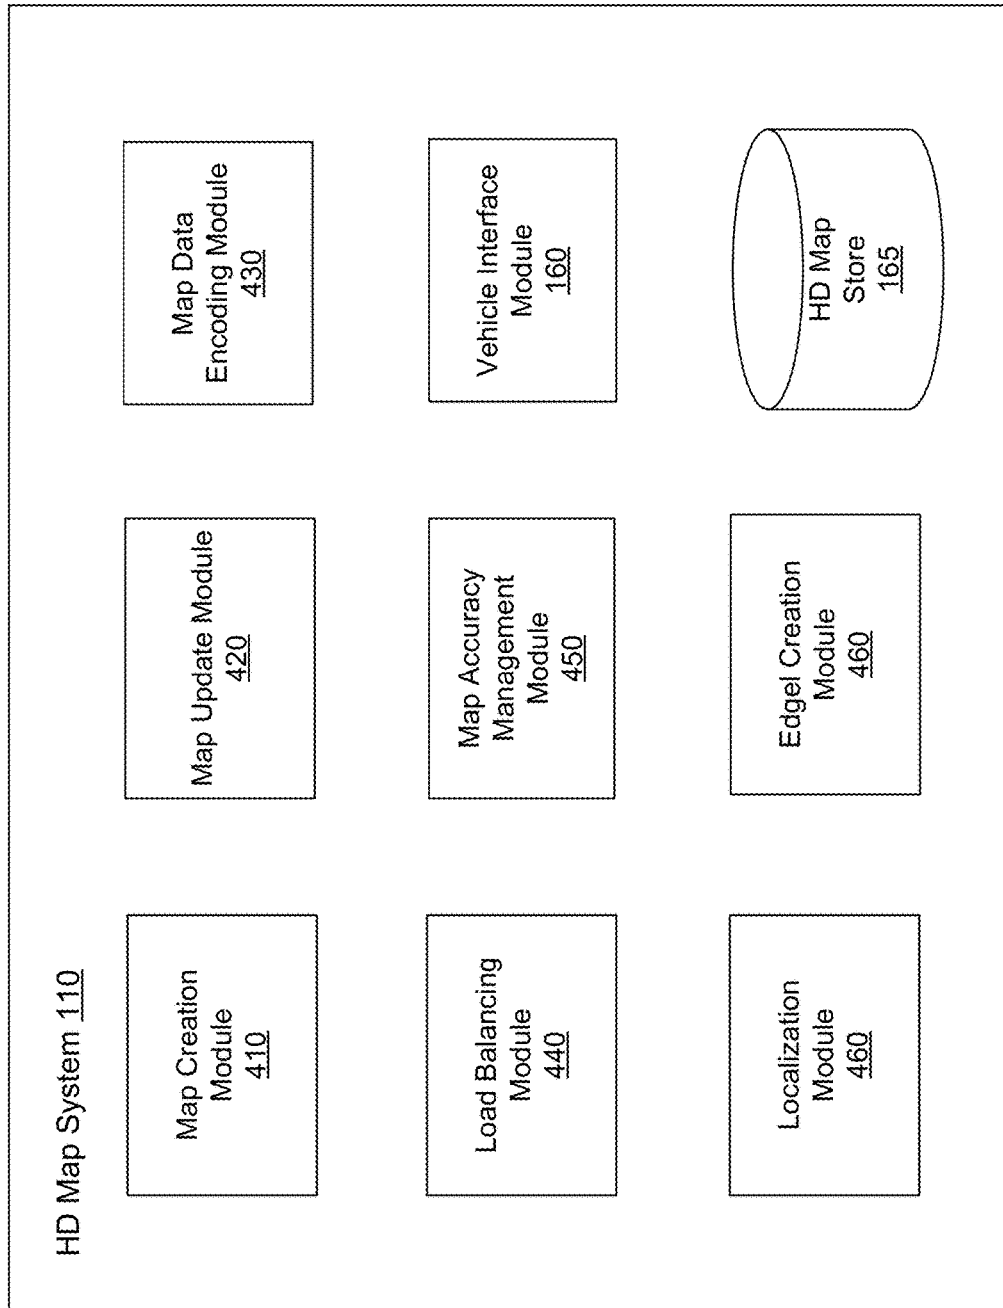 HD Map System 110
Map Creation
Module
410
Map Update Module
420
Map Data
Encoding Module
430
Load Balancing
Module
440
Map Accuracy
Management
Module
450
Vehicle Interface
Module
160
Localization
Module
460
Edgel Creation
Module
460
HD Map
Store
165